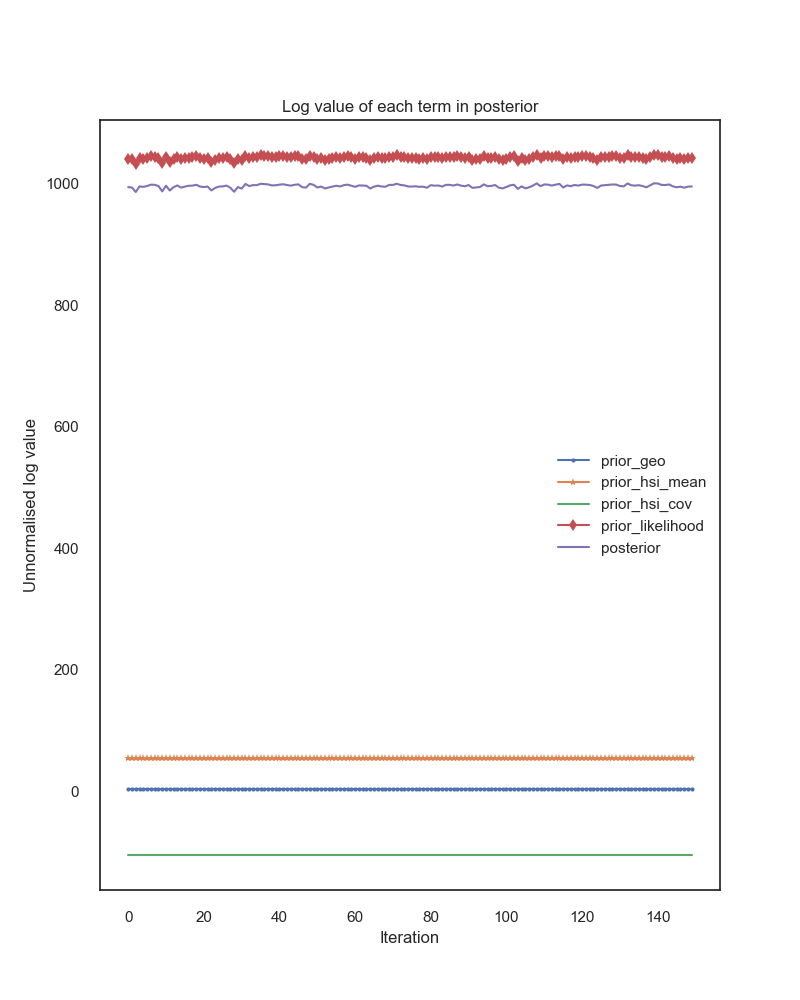 Log value of each term in posterior
1000
800
600
400
200
0
Unnormalised log value
prior_geo
prior_hsi_mean
prior_hsi_cov
prior_likelihood
posterior
0 20 40 60 80 100 120 140
Iteration